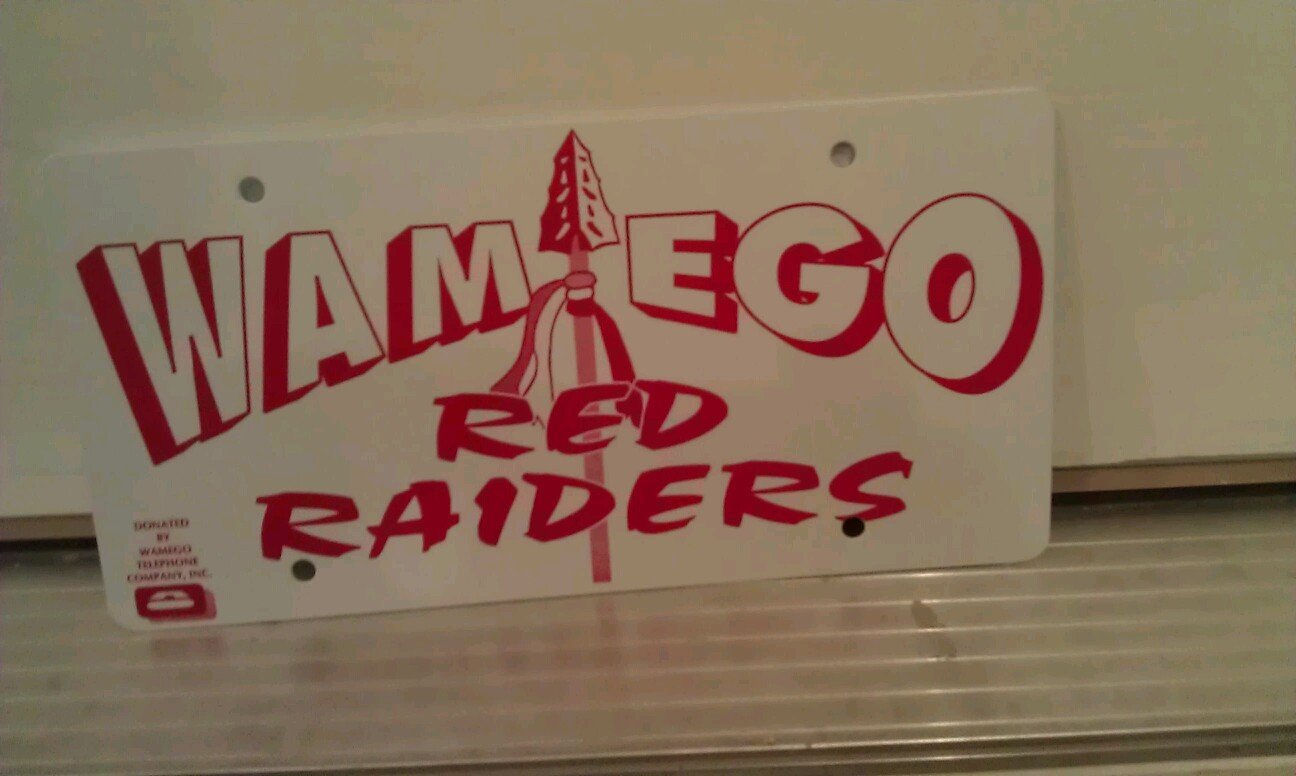 WAMEGO
RED
RAIDERS
DONATED
BY
WAMEGO
TELEPHONE
COMPANY, INC.